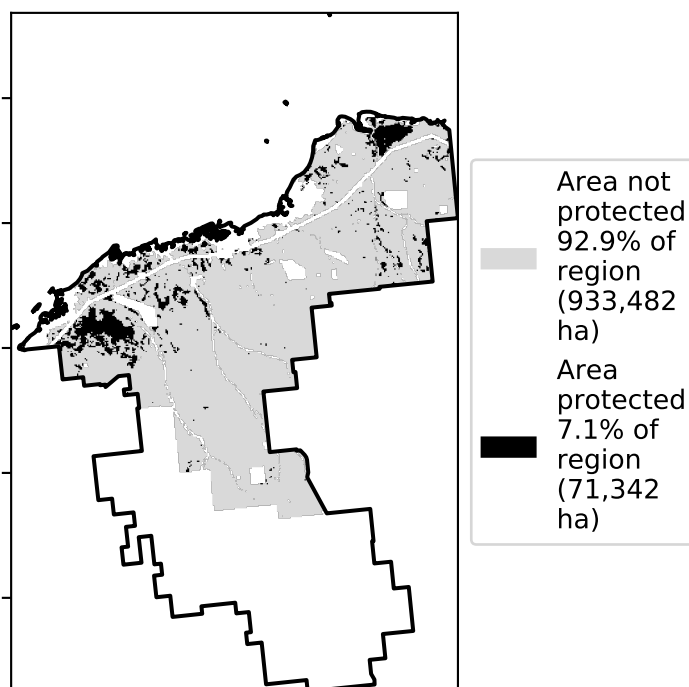 Area not
protected
92.9% of
region
(933,482
ha)
Area
protected
7.1% of
region
(71,342
ha)